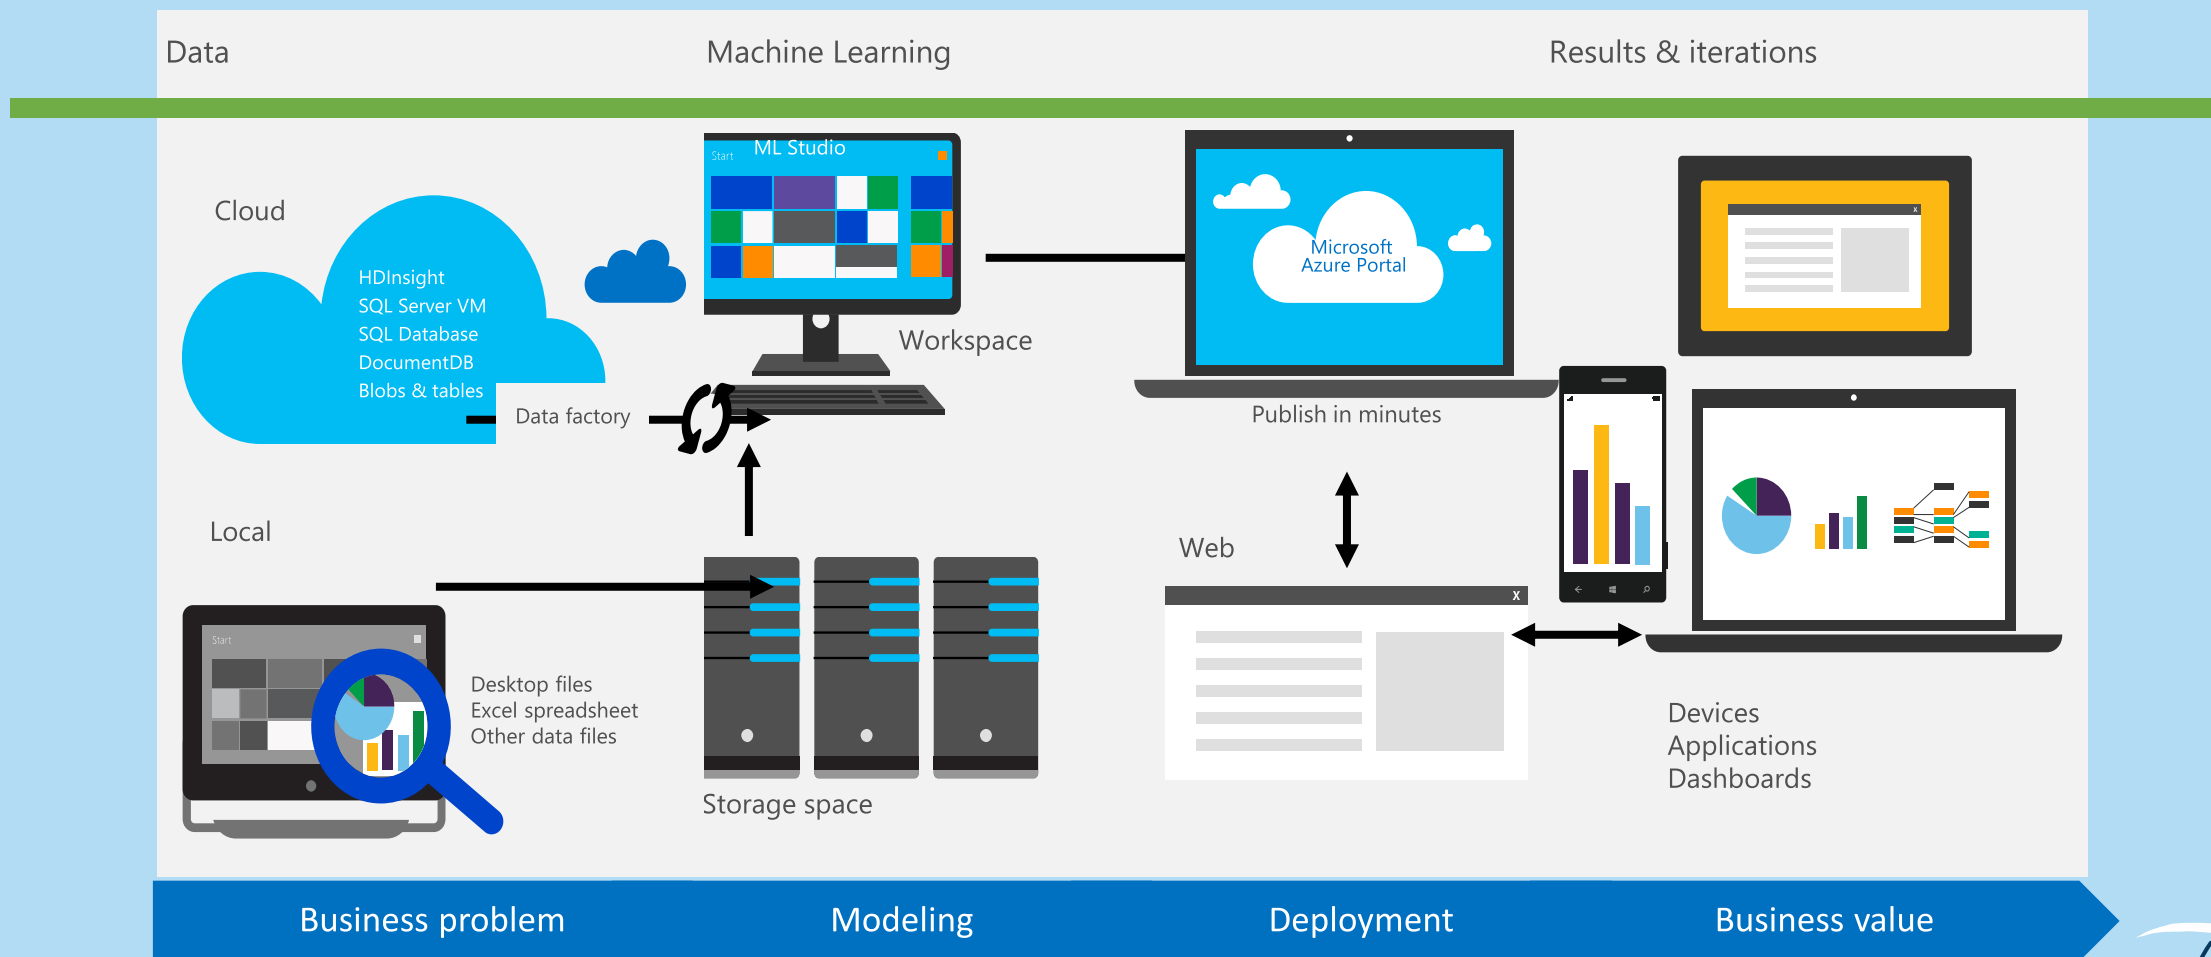 Data
Machine Learning
Results & iterations
Cloud
HDInsight
SQL Server VM
SQL Database
DocumentDB
Blobs & tables
Data factory
Start
ML Studio
Workspace
Microsoft
Azure Portal
Publish in minutes
X
Local
Start
Desktop files
Excel spreadsheet
Other data files
Storage space
Web
X
Devices
Applications
Dashboards
Business problem
Modeling
Deployment
Business value